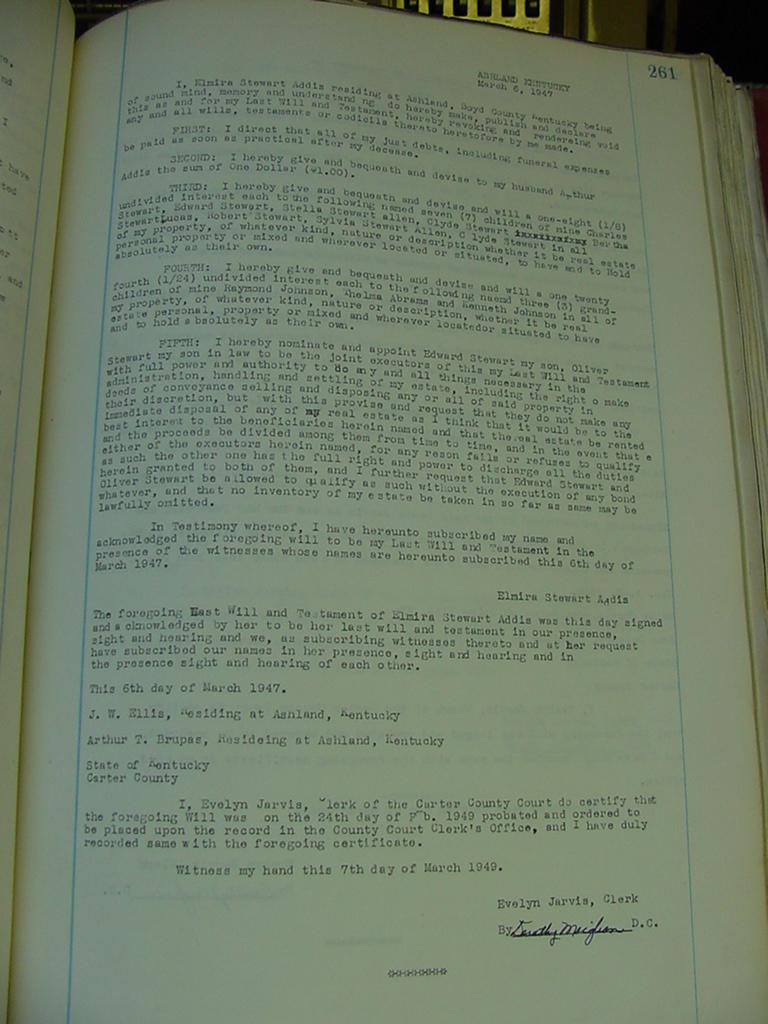 261
ASHLAND KENTUCKY
March 6, 1947
I, Elmira Stewart Addis residing at Ashland, Boyd County Kentucky being
of sound mind, memory and understand ng do hereby make, publish and declare
this as and for my Last Will and Testament, hereby revoking and rendereing void
any and all wills, testaments or codicils thereto heretofore by me made.
FIRST: I direct that all of my just debts, including funeral expenses
be paid as soon as practical after my decease.
SECOND: I hereby give and bequeath and devise to my husband Arthur
Addis the sum of One Dollar ($1.00).
THIRD: I hereby give and bequeath and devise and will a one-eight (1/8)
undivided interest each to the following named seven (7) children of mine Charles
Stewart, Edward Stewart, Stella Stewart allen, Clyde Stewart Bertha
StewartLucas, Robert Stewart, Sylvia Stewart Allen, C lyde Stewart in all
of my property, of whatever kind, nature or description whether it be real estate
personal property or mixed and wherever located or situated, to have and to Hold
absolutely as their own.
FOURTH: I hereby give and bequeath and devise and will a one twenty
fourth (1/24) undivided interest each to the following naemd three (3) grand-
children of mine Raymond Johnson, Thelma Abrams and Kenneth Johnson in all of
my property, of whatever kind, nature or description, whether it be real
estate personal, property or mixed and wherever locatedor situated to have
and to hold absolutely as their own.
FIFTH: I hereby nominate and appoint Edward Stewart my son, Oliver
Stewart my son in law to be the joint executors of this my Last Will and Testament
with full power and authority to do any and all things necessary in the
administration, handling and settling of my estate, including the right o make
deeds of conveyance selling and disposing any or all of said property in
their discretion, but with this provise and request that they do not make any
immediate disposal of any of my real estate as I think that it would be to the
best interest to the beneficiaries herein named and that the real estate be rented
and the proceeds be divided among them from time to time, and in the event that e
either of the executors herein named, for any reson fails or refuses to qualify
as such the other one has the full right and power to discharge all the duties
herein granted to both of them, and I further request that Edward Stewart and
Oliver Stewart be allowed to qualify as such without the execution of any bond
whatever, and that no inventory of my estate be taken in so far as same may be
lawfully omitted.
In Testimony whereof, I have hereunto subscribed my name and
acknowledged the foregoing will to be my Last Will and Testament in the
presence of the witnesses whose names are hereunto subscribed this 6th day of
March 1947.
Elmira Stewart Addis
The foregoing East Will and Testament of Elmira Stewart Addis was this day signed
and acknowledged by her to be her last will and testament in our presence,
sight and hearing and we, as subscribing witnesses thereto and at her request
have subscribed our names in her presence, sight and hearing and in
the presence sight and hearing of each other.
This 6th day of March 1947.
J. W. Ellis, Residing at Ashland, Kentucky
Arthur T. Brupas, Resideing at Ashland, Kentucky
State of Kentucky
Carter County
I, Evelyn Jarvis, Clerk of the Carter County Court do certify that
the foregoing Will was on the 24th day of Feb. 1949 probated and ordered to
be placed upon the record in the County Court Clerk's Office, and I have duly
recorded same with the foregoing certificate.
Witness my hand this 7th day of March 1949.
Evelyn Jarvis, Clerk
By Dorothy D.C.
*********